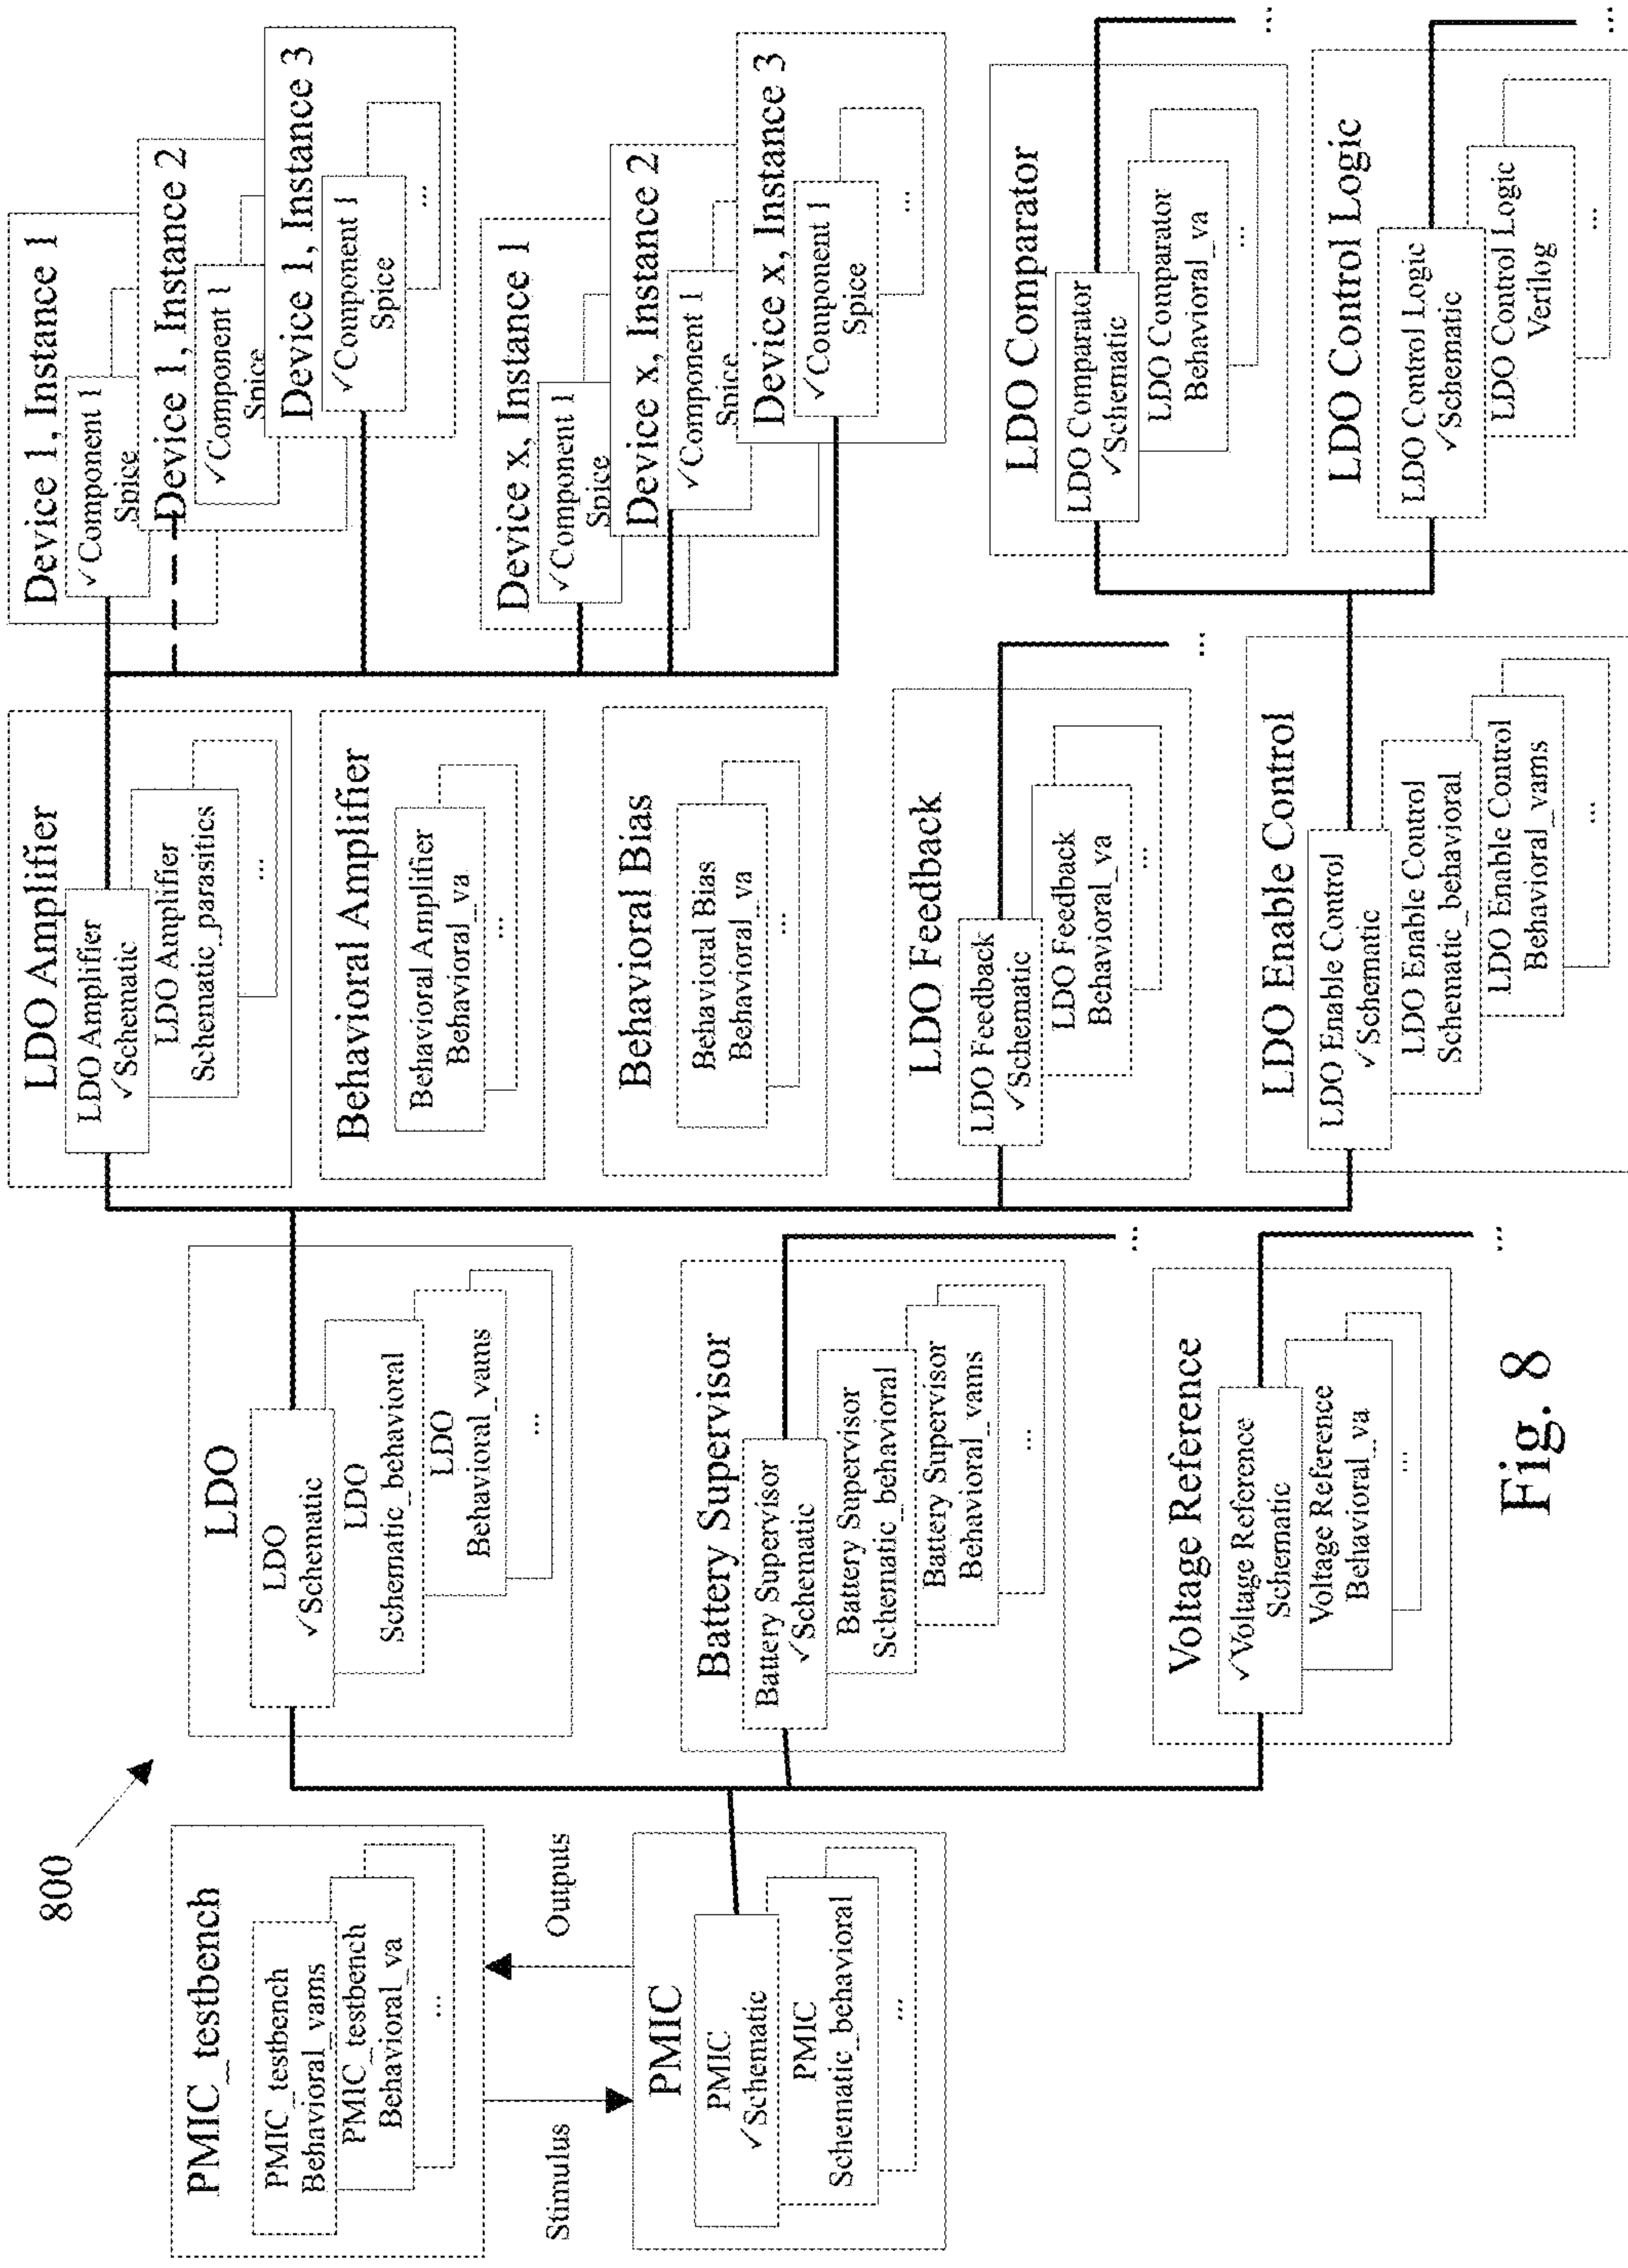 800
PMIC_testbench
PMIC_testbench
Behavioral_vams
PMIC_testbench
Behavioral_va
...
Stimulus
Outputs
PMIC
PMIC
✓Schematic
PMIC
Schematic_behavioral
...
LDO
LDO
✓Schematic
LDO
Schematic_behavioral
LDO
Behavioral_vams
...
Battery Supervisor
Battery Supervisor
✓Schematic
Battery Supervisor
Schematic_behavioral
Battery Supervisor
Behavioral_vams
...
...
Voltage Reference
✓Voltage Reference
Schematic
Voltage Reference
Behavioral_va
...
...
LDO Amplifier
LDO Amplifier
✓Schematic
LDO Amplifier
Schematic_parasitics
...
Behavioral Amplifier
Behavioral Amplifier
Behavioral_va
...
Behavioral Bias
Behavioral Bias
Behavioral_va
...
LDO Feedback
LDO Feedback
✓Schematic
LDO Feedback
Behavioral_va
...
...
LDO Enable Control
LDO Enable Control
✓Schematic
LDO Enable Control
Schematic_behavioral
LDO Enable Control
Behavioral_vams
...
Device 1, Instance 1
✓Component 1
Spice
Device 1, Instance 2
✓Component 1
Spice
Device 1, Instance 3
✓Component 1
Spice
...
Device x, Instance 1
✓Component 1
Spice
Device x, Instance 2
✓Component 1
Spice
Device x, Instance 3
✓Component 1
Spice
...
LDO Comparator
LDO Comparator
✓Schematic
LDO Comparator
Behavioral_va
...
...
LDO Control Logic
LDO Control Logic
✓Schematic
LDO Control Logic
Verilog
...
...
Fig. 8